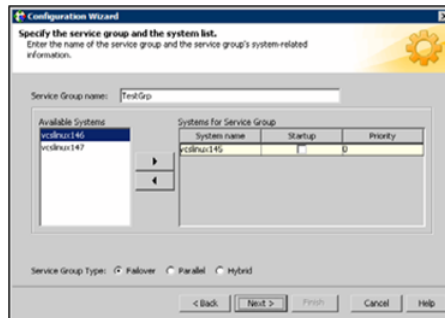 Configuration Wizard
Specify the service group and the system list.
Enter the name of the service group and the service group's system-related
information.
Service Group name: TestGrp
Available Systems
vcslinux146
vcslinux147
Systems for Service Group
System name Startup Priority
vcslinux145 0
Service Group Type: Failover Parallel Hybrid
< Back Next > Finish Cancel Help